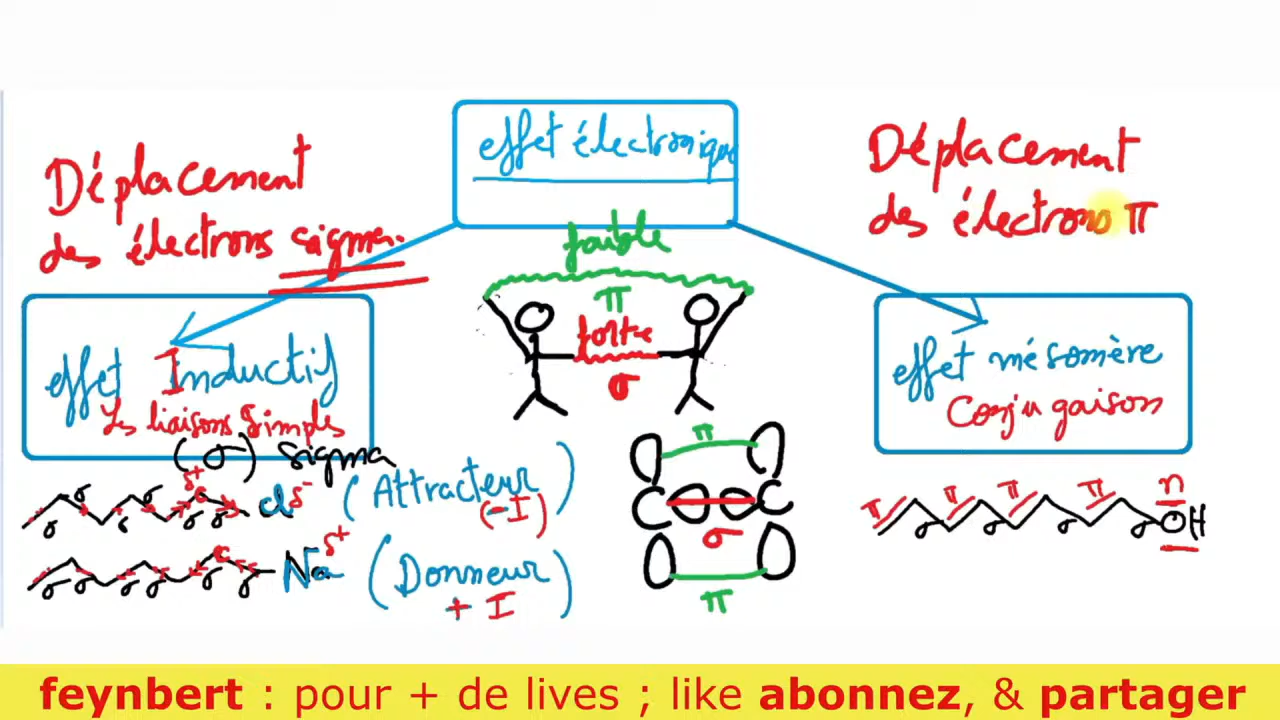 effet électronique
Déplacement
des électrons sigma.
Déplacement
des électrons π
faible
π
forte
σ
effet Inductif
Les liaisons simples
(σ) sigma
effet mésomère
Conjugaison
σ σ σ σ σ σ δ+ Cl δ-
(Attracteur)
(-I)
σ σ σ σ σ σ Na δ+
(Donneur)
+ I
π
C C
σ
π
π π π π n
σ σ σ σ OH
feynbert : pour + de lives ; like abonnez, & partager